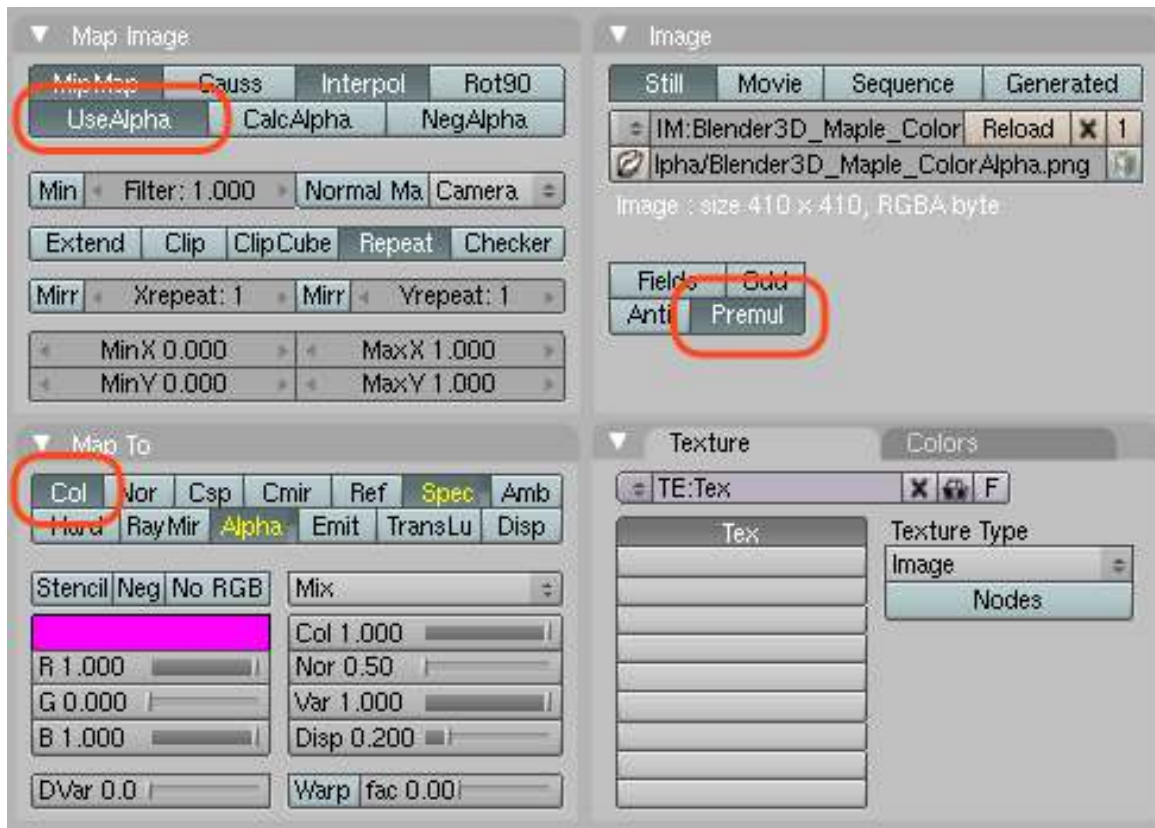 Map Image
MipMap Gauss Interpol Rot90
UseAlpha CalcAlpha NegAlpha
Min Filter: 1.000 Normal Ma Camera
Extend Clip ClipCube Repeat Checker
Mirr Xrepeat: 1 Mirr Yrepeat: 1
MinX 0.000 MaxX 1.000
MinY 0.000 MaxY 1.000
Image
Still Movie Sequence Generated
IM:Blender3D_Maple_Color Reload X 1
lpha/Blender3D_Maple_ColorAlpha.png
Image : size 410 x 410, RGBA byte
Fields Odd
Anti Premul
Map To
Col Nor Csp Cmir Ref Spec Amb
Hard RayMir Alpha Emit TransLu Disp
Stencil Neg No RGB Mix
Col 1.000
R 1.000 Nor 0.50
G 0.000 Var 1.000
B 1.000 Disp 0.200
DVar 0.0 Warp fac 0.00
Texture Colors
TE:Tex X F
Tex Texture Type
Image
Nodes